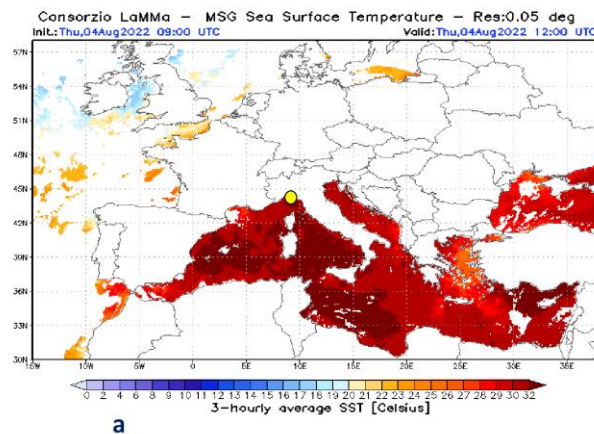 Consorzio LaMMa – MSG Sea Surface Temperature – Res:0.05 deg
Init.: Thu,04Aug2022 09:00 UTC Valid: Thu,04Aug2022 12:00 UTC
57N
54N
51N
48N
45N
42N
39N
36N
33N
30N
15W 10W 5W 0 5E 10E 15E 20E 25E 30E 35E
0 2 4 6 8 10 11 12 13 14 15 16 17 18 19 20 21 22 23 24 25 26 27 28 29 30 32
3-hourly average SST [Celsius]
a